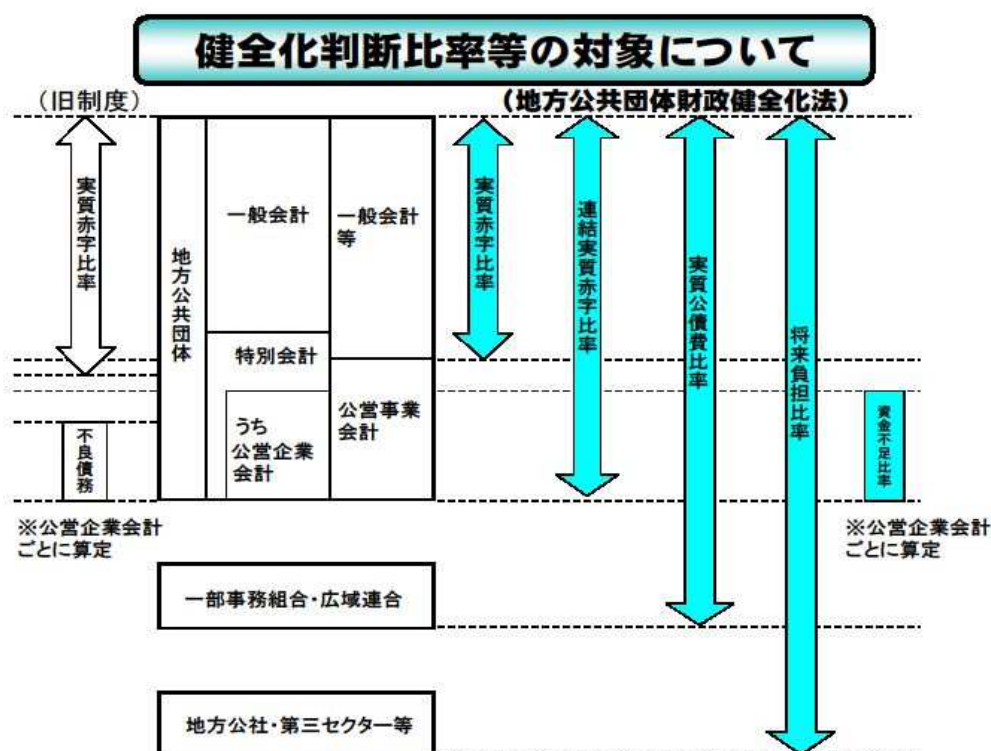 健全化判断比率等の対象について
（旧制度）
（地方公共団体財政健全化法）
実質赤字比率
地方公共団体
一般会計
一般会計
等
実質赤字比率
連結実質赤字比率
実質公債費比率
将来負担比率
特別会計
うち
公営企業
会計
公営事業
会計
不良債務
資金不足比率
※公営企業会計
ごとに算定
※公営企業会計
ごとに算定
一部事務組合・広域連合
地方公社・第三セクター等